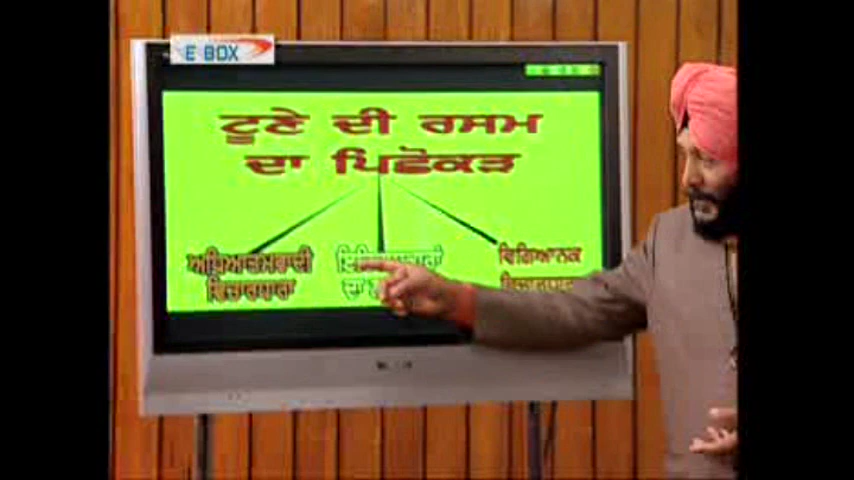 E BOX
ਟੂਣੇ ਦੀ ਰਸਮ
ਦਾ ਪਿਛੋਕੜ
ਅਧਿਆਤਮਵਾਦੀ
ਵਿਚਾਰਧਾਰਾ
ਦਾ
ਵਿਗਿਆਨਕ